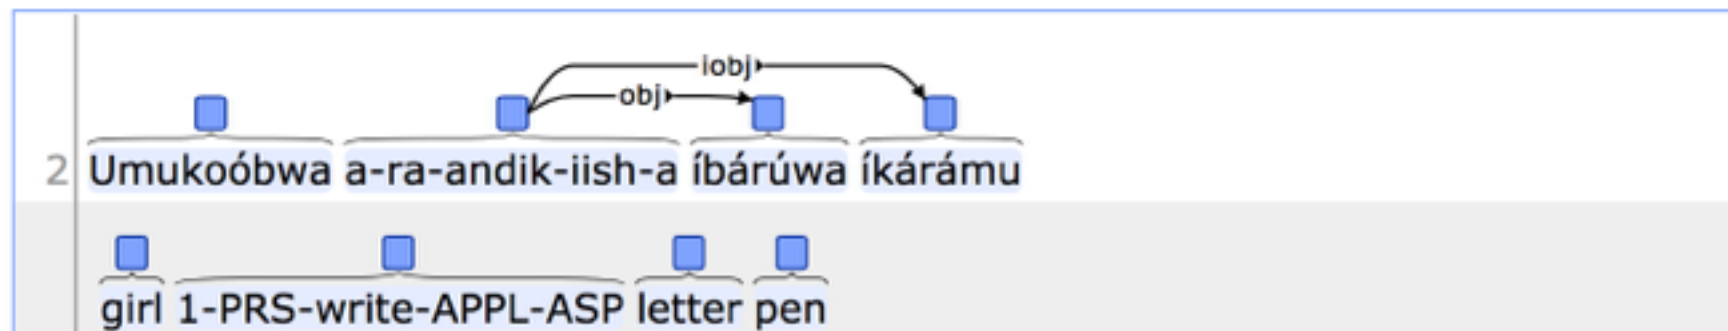 iobj
obj
2 Umukoóbwa a-ra-andik-iish-a íbárúwa íkárámu
girl 1-PRS-write-APPL-ASP letter pen